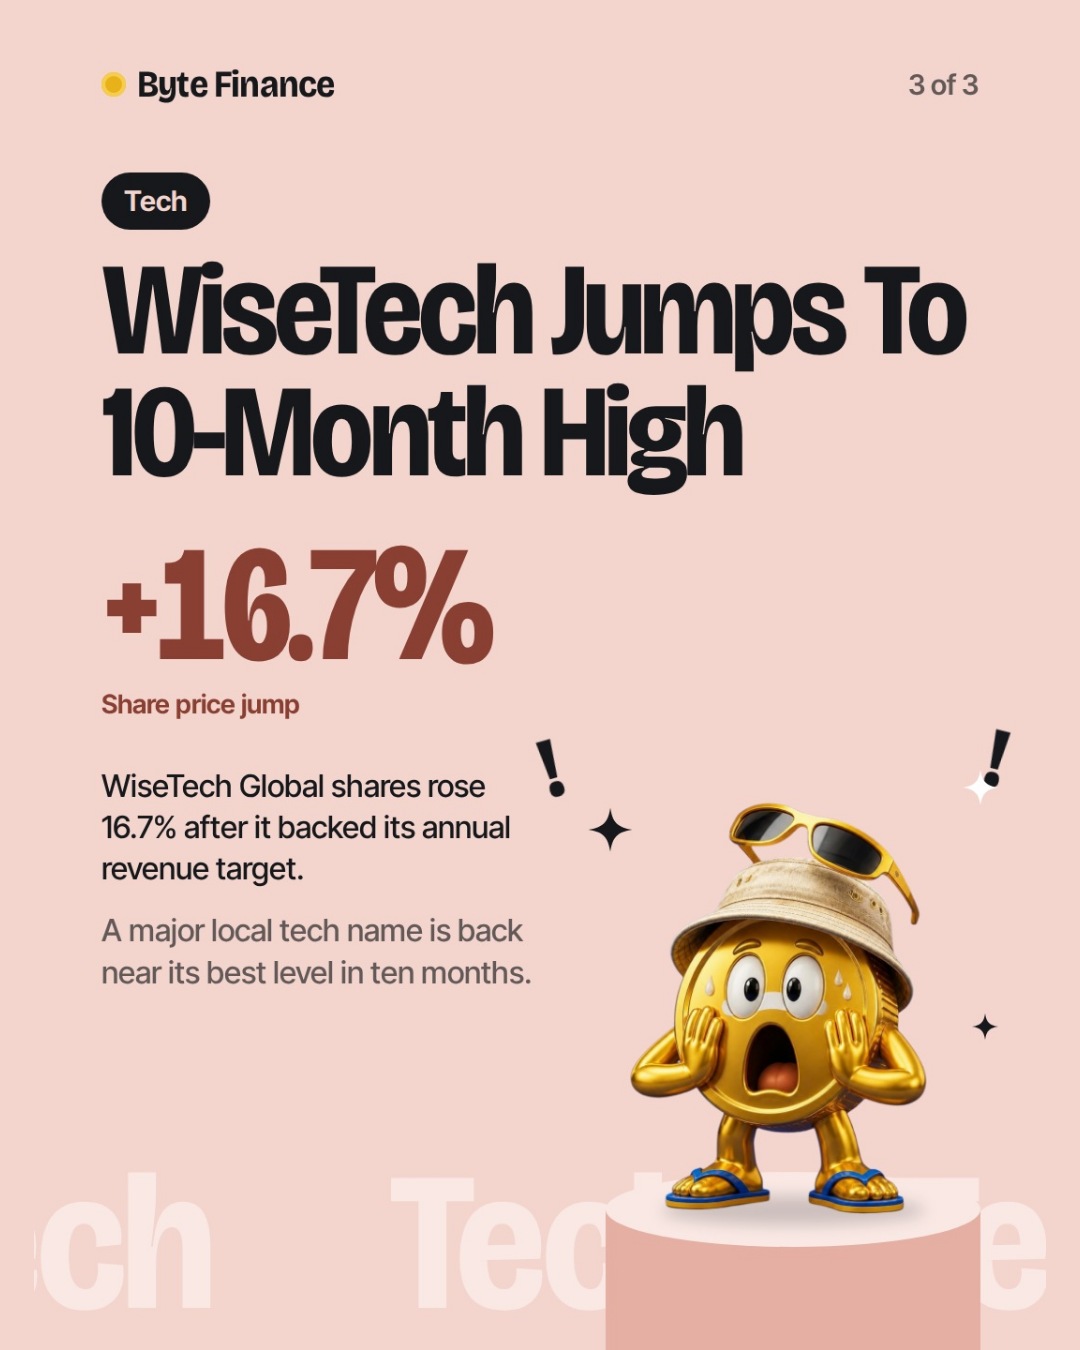 Byte Finance
3 of 3
Tech
WiseTech Jumps To
10-Month High
+16.7%
Share price jump
WiseTech Global shares rose
16.7% after it backed its annual
revenue target.
A major local tech name is back
near its best level in ten months.
ch Tec e